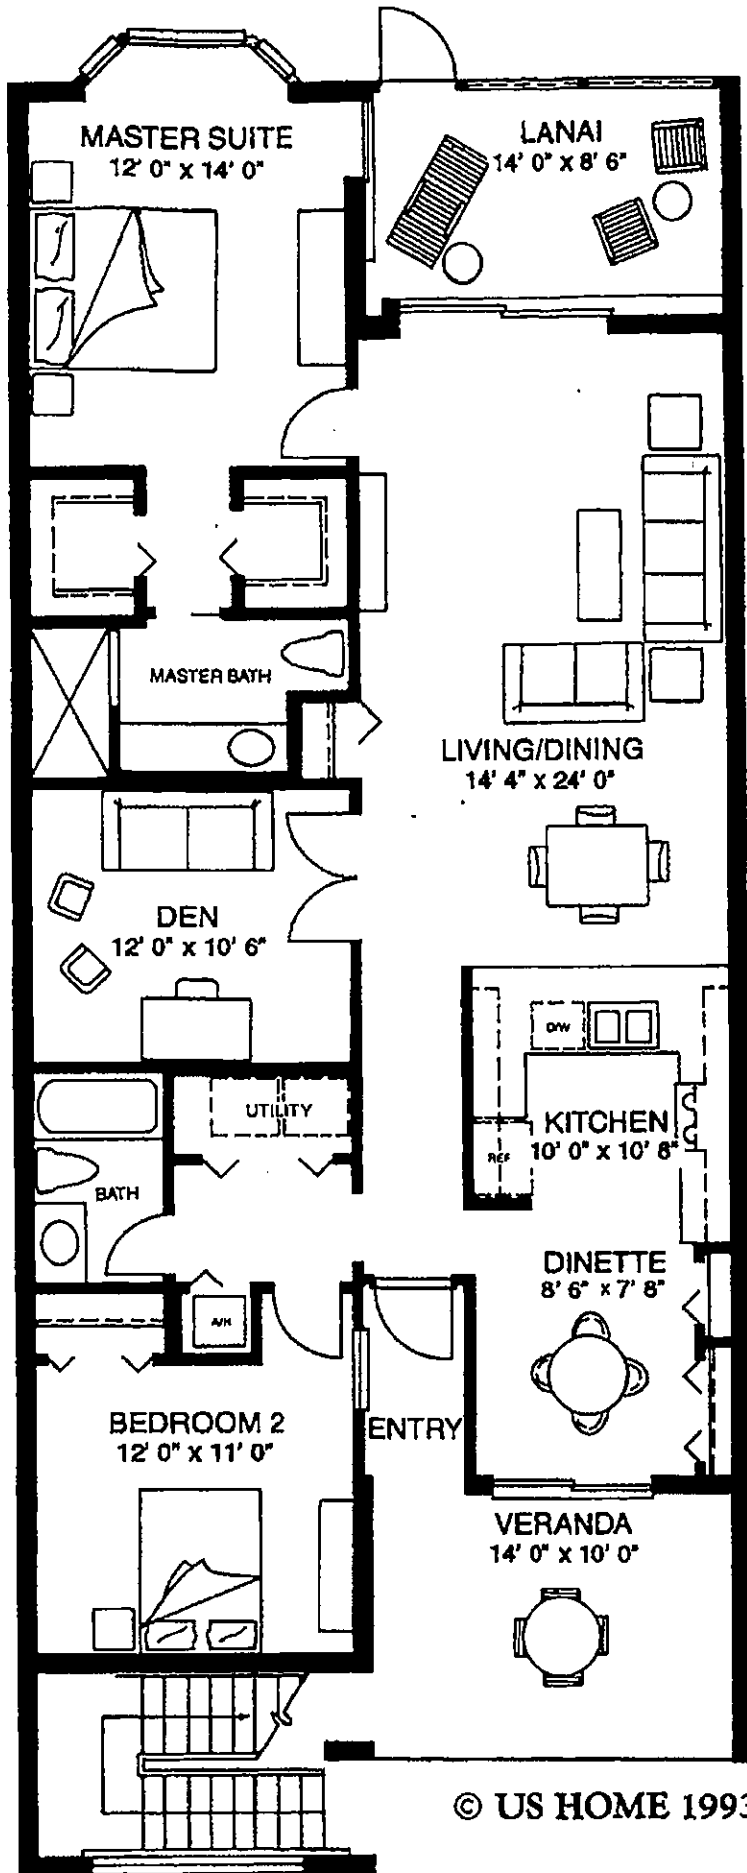 MASTER SUITE
12' 0" x 14' 0"
LANAI
14' 0" x 8' 6"
MASTER BATH
LIVING/DINING
14' 4" x 24' 0"
DEN
12' 0" x 10' 6"
D/W
UTILITY
KITCHEN
10' 0" x 10' 8"
REF
BATH
DINETTE
8' 6" x 7' 8"
A/H
BEDROOM 2
12' 0" x 11' 0"
ENTRY
VERANDA
14' 0" x 10' 0"
© US HOME 1993